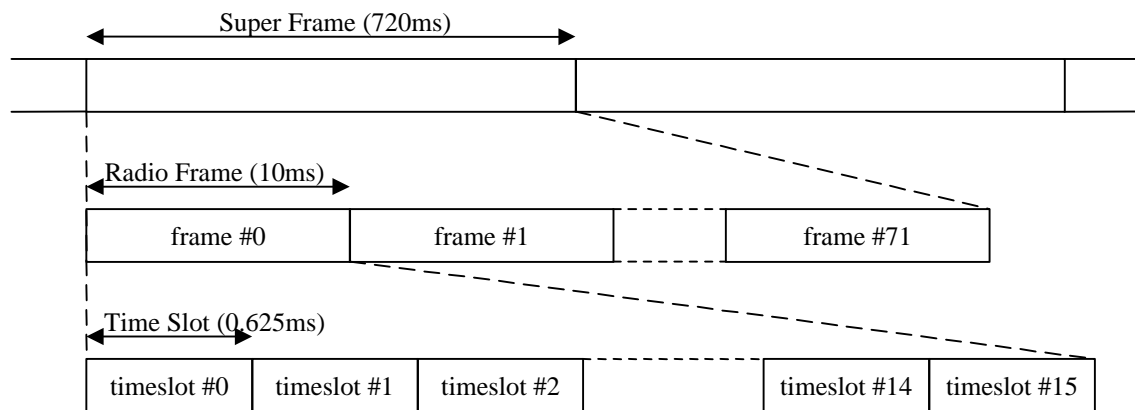 Super Frame (720ms)
Radio Frame (10ms)
frame #0 frame #1 frame #71
Time Slot (0.625ms)
timeslot #0 timeslot #1 timeslot #2 timeslot #14 timeslot #15